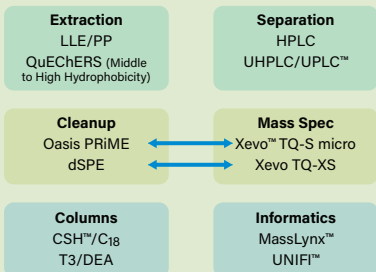 Extraction
LLE/PP
QuEChERS (Middle
to High Hydrophobicity)
Separation
HPLC
UHPLC/UPLC™
Cleanup
Oasis PRiME
dSPE
Mass Spec
Xevo™ TQ-S micro
Xevo TQ-XS
Columns
CSH™/C₁₈
T3/DEA
Informatics
MassLynx™
UNIFI™